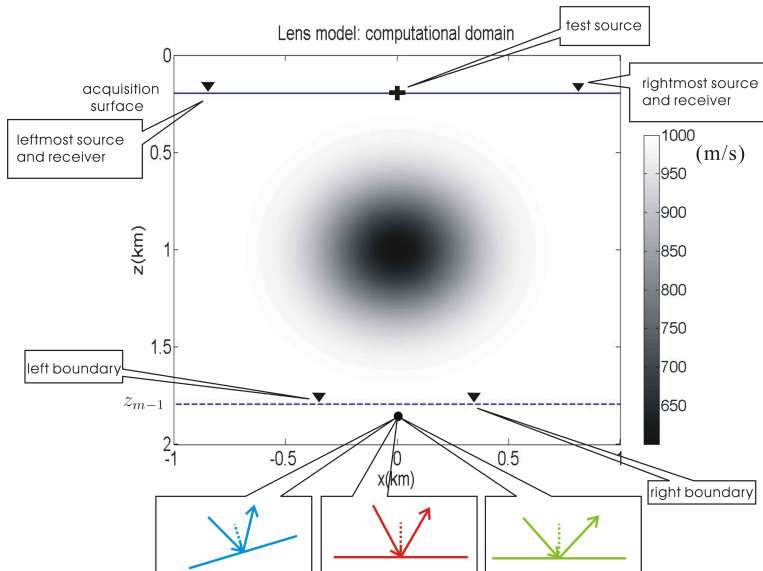 Lens model: computational domain
test source
acquisition
surface
rightmost source
and receiver
leftmost source
and receiver
0
0.5
1
1.5
2
z(km)
1000
950
900
850
800
750
700
650
(m/s)
left boundary
z_{m-1}
-1
-0.5
0
0.5
1
x(km)
right boundary